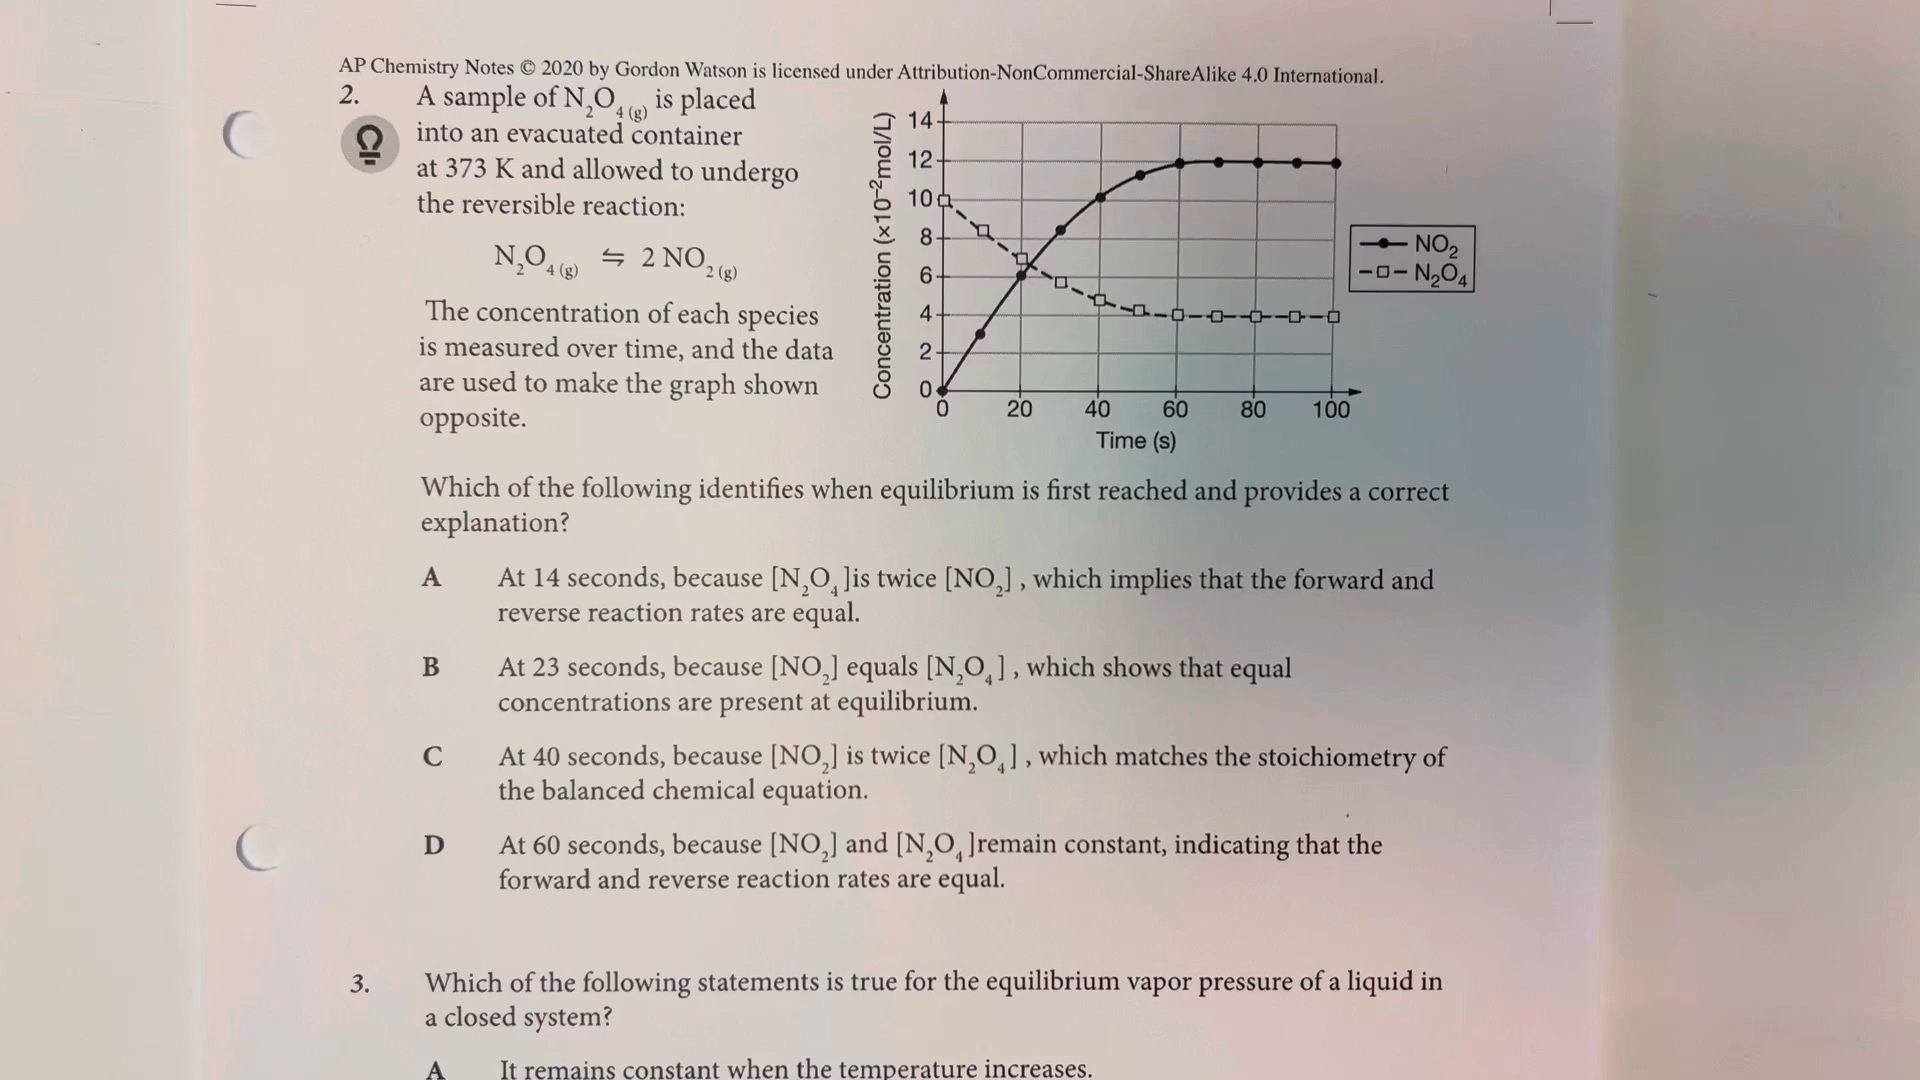 AP Chemistry Notes © 2020 by Gordon Watson is licensed under Attribution-NonCommercial-ShareAlike 4.0 International.
2. A sample of N₂O₄ (g) is placed
into an evacuated container
at 373 K and allowed to undergo
the reversible reaction:
N₂O₄ (g) ⇋ 2 NO₂ (g)
The concentration of each species
is measured over time, and the data
are used to make the graph shown
opposite.
Concentration (×10⁻²mol/L)
14
12
10
8
6
4
2
0
0 20 40 60 80 100
Time (s)
NO₂
N₂O₄
Which of the following identifies when equilibrium is first reached and provides a correct
explanation?
A At 14 seconds, because [N₂O₄]is twice [NO₂] , which implies that the forward and
reverse reaction rates are equal.
B At 23 seconds, because [NO₂] equals [N₂O₄] , which shows that equal
concentrations are present at equilibrium.
C At 40 seconds, because [NO₂] is twice [N₂O₄] , which matches the stoichiometry of
the balanced chemical equation.
D At 60 seconds, because [NO₂] and [N₂O₄]remain constant, indicating that the
forward and reverse reaction rates are equal.
3. Which of the following statements is true for the equilibrium vapor pressure of a liquid in
a closed system?
A It remains constant when the temperature increases.